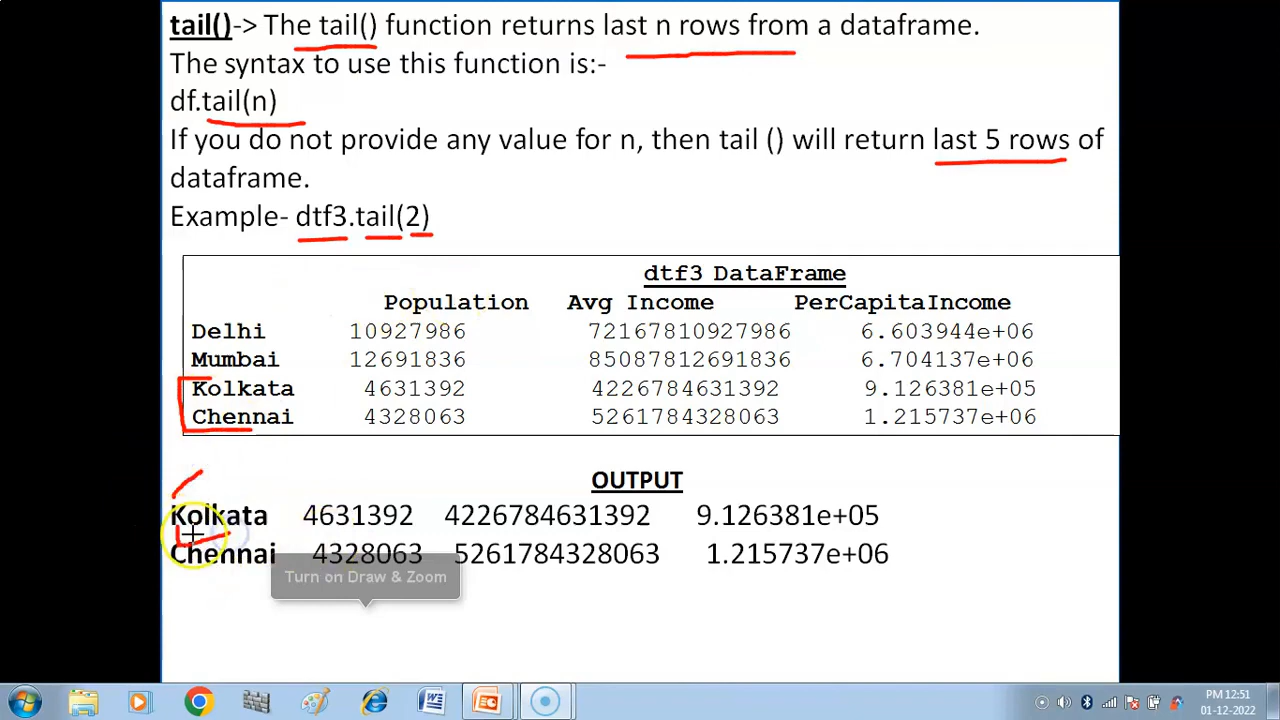 tail()-> The tail() function returns last n rows from a dataframe.
The syntax to use this function is:-
df.tail(n)
If you do not provide any value for n, then tail () will return last 5 rows of
dataframe.
Example- dtf3.tail(2)
dtf3 DataFrame
Population Avg Income PerCapitaIncome
Delhi 10927986 72167810927986 6.603944e+06
Mumbai 12691836 85087812691836 6.704137e+06
Kolkata 4631392 4226784631392 9.126381e+05
Chennai 4328063 5261784328063 1.215737e+06
OUTPUT
Kolkata 4631392 4226784631392 9.126381e+05
Chennai 4328063 5261784328063 1.215737e+06
Turn on Draw & Zoom
PM 12:51
01-12-2022